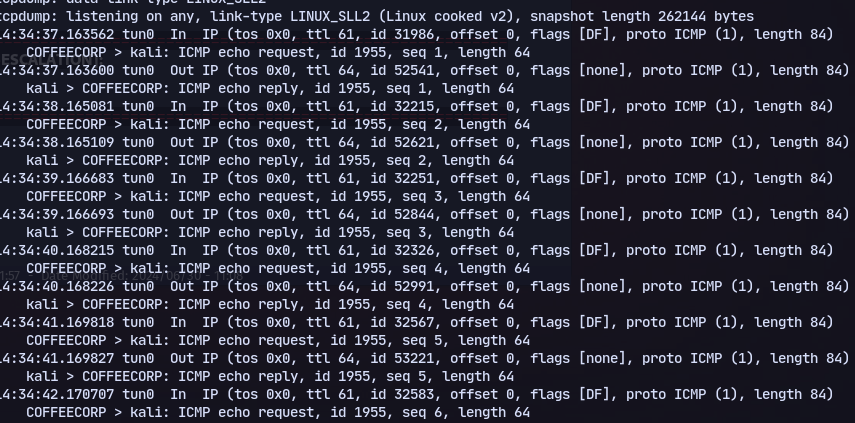 tcpdump: data link type LINUX_SLL2
tcpdump: listening on any, link-type LINUX_SLL2 (Linux cooked v2), snapshot length 262144 bytes
14:34:37.163562 tun0  In  IP (tos 0x0, ttl 61, id 31986, offset 0, flags [DF], proto ICMP (1), length 84)
    COFFEECORP > kali: ICMP echo request, id 1955, seq 1, length 64
ESCALATION
14:34:37.163600 tun0  Out IP (tos 0x0, ttl 64, id 52541, offset 0, flags [none], proto ICMP (1), length 84)
    kali > COFFEECORP: ICMP echo reply, id 1955, seq 1, length 64
14:34:38.165081 tun0  In  IP (tos 0x0, ttl 61, id 32215, offset 0, flags [DF], proto ICMP (1), length 84)
    COFFEECORP > kali: ICMP echo request, id 1955, seq 2, length 64
14:34:38.165109 tun0  Out IP (tos 0x0, ttl 64, id 52621, offset 0, flags [none], proto ICMP (1), length 84)
    kali > COFFEECORP: ICMP echo reply, id 1955, seq 2, length 64
14:34:39.166683 tun0  In  IP (tos 0x0, ttl 61, id 32251, offset 0, flags [DF], proto ICMP (1), length 84)
    COFFEECORP > kali: ICMP echo request, id 1955, seq 3, length 64
14:34:39.166693 tun0  Out IP (tos 0x0, ttl 64, id 52844, offset 0, flags [none], proto ICMP (1), length 84)
    kali > COFFEECORP: ICMP echo reply, id 1955, seq 3, length 64
14:34:40.168215 tun0  In  IP (tos 0x0, ttl 61, id 32326, offset 0, flags [DF], proto ICMP (1), length 84)
    COFFEECORP > kali: ICMP echo request, id 1955, seq 4, length 64
1:57 - Date Modified: 2024/06/30 - 11:08
14:34:40.168226 tun0  Out IP (tos 0x0, ttl 64, id 52991, offset 0, flags [none], proto ICMP (1), length 84)
    kali > COFFEECORP: ICMP echo reply, id 1955, seq 4, length 64
14:34:41.169818 tun0  In  IP (tos 0x0, ttl 61, id 32567, offset 0, flags [DF], proto ICMP (1), length 84)
    COFFEECORP > kali: ICMP echo request, id 1955, seq 5, length 64
14:34:41.169827 tun0  Out IP (tos 0x0, ttl 64, id 53221, offset 0, flags [none], proto ICMP (1), length 84)
    kali > COFFEECORP: ICMP echo reply, id 1955, seq 5, length 64
14:34:42.170707 tun0  In  IP (tos 0x0, ttl 61, id 32583, offset 0, flags [DF], proto ICMP (1), length 84)
    COFFEECORP > kali: ICMP echo request, id 1955, seq 6, length 64